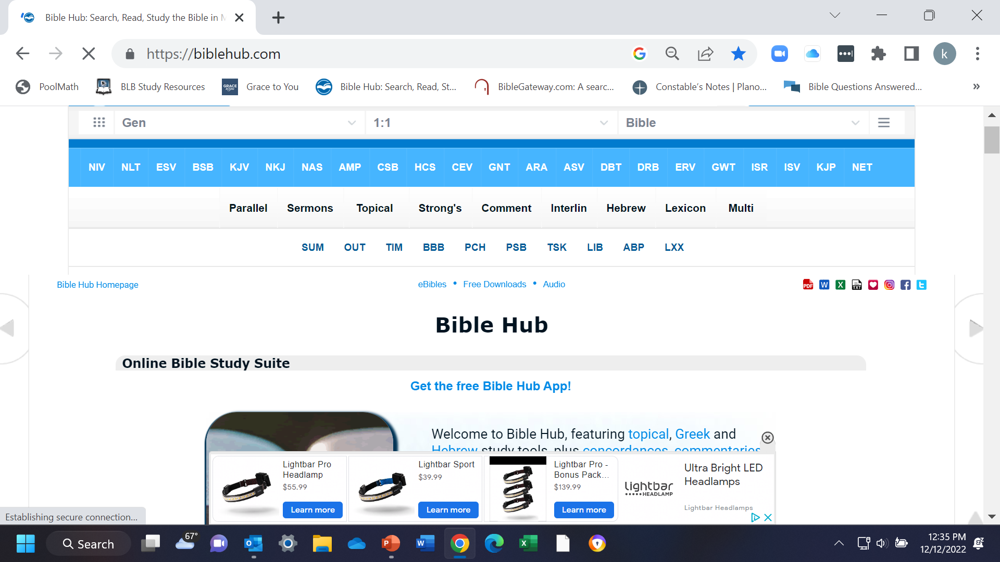 Bible Hub: Search, Read, Study the Bible in M
https://biblehub.com
k
PoolMath
BLB Study Resources
GRACE to you
Grace to You
Bible Hub: Search, Read, St...
BibleGateway.com: A searc...
Constable's Notes | Plano...
Bible Questions Answered...
»
Gen
1:1
Bible
NIV NLT ESV BSB KJV NKJ NAS AMP CSB HCS CEV GNT ARA ASV DBT DRB ERV GWT ISR ISV KJP NET
Parallel Sermons Topical Strong's Comment Interlin Hebrew Lexicon Multi
SUM OUT TIM BBB PCH PSB TSK LIB ABP LXX
Bible Hub Homepage
eBibles • Free Downloads • Audio
PDF W X TXT
Bible Hub
Online Bible Study Suite
Get the free Bible Hub App!
Welcome to Bible Hub, featuring topical, Greek and
Hebrew study tools, plus concordances, commentaries
Lightbar Pro
Headlamp
$55.99
Learn more
Lightbar Sport
$39.99
Learn more
Lightbar Pro -
Bonus Pack...
$139.99
Learn more
lightbar
HEADLAMP
Ultra Bright LED
Headlamps
Lightbar Headlamps
Establishing secure connection...
Search
67°
12:35 PM
12/12/2022